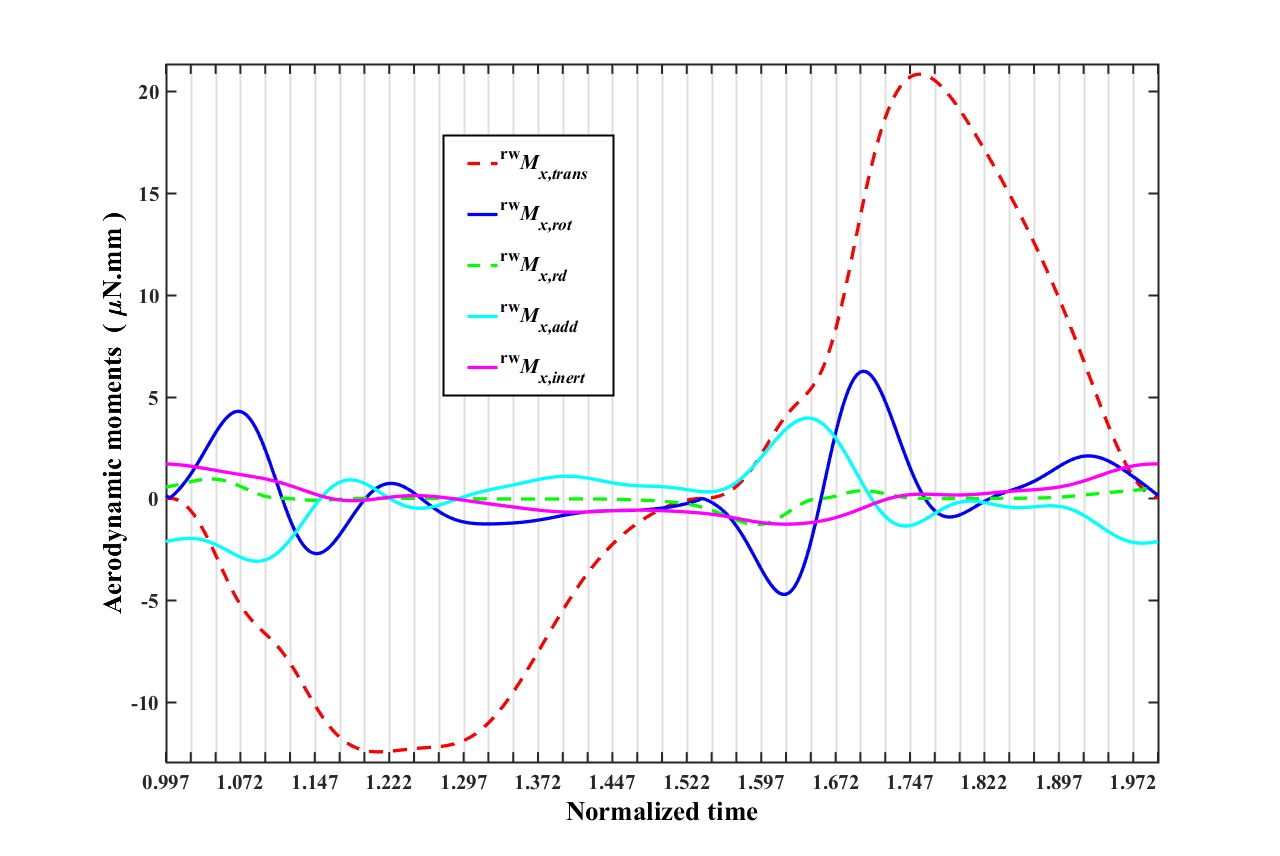 20
15
10
5
0
-5
-10
Aerodynamic moments ( μN.mm )
rwMx,trans
rwMx,rot
rwMx,rd
rwMx,add
rwMx,inert
0.997 1.072 1.147 1.222 1.297 1.372 1.447 1.522 1.597 1.672 1.747 1.822 1.897 1.972
Normalized time